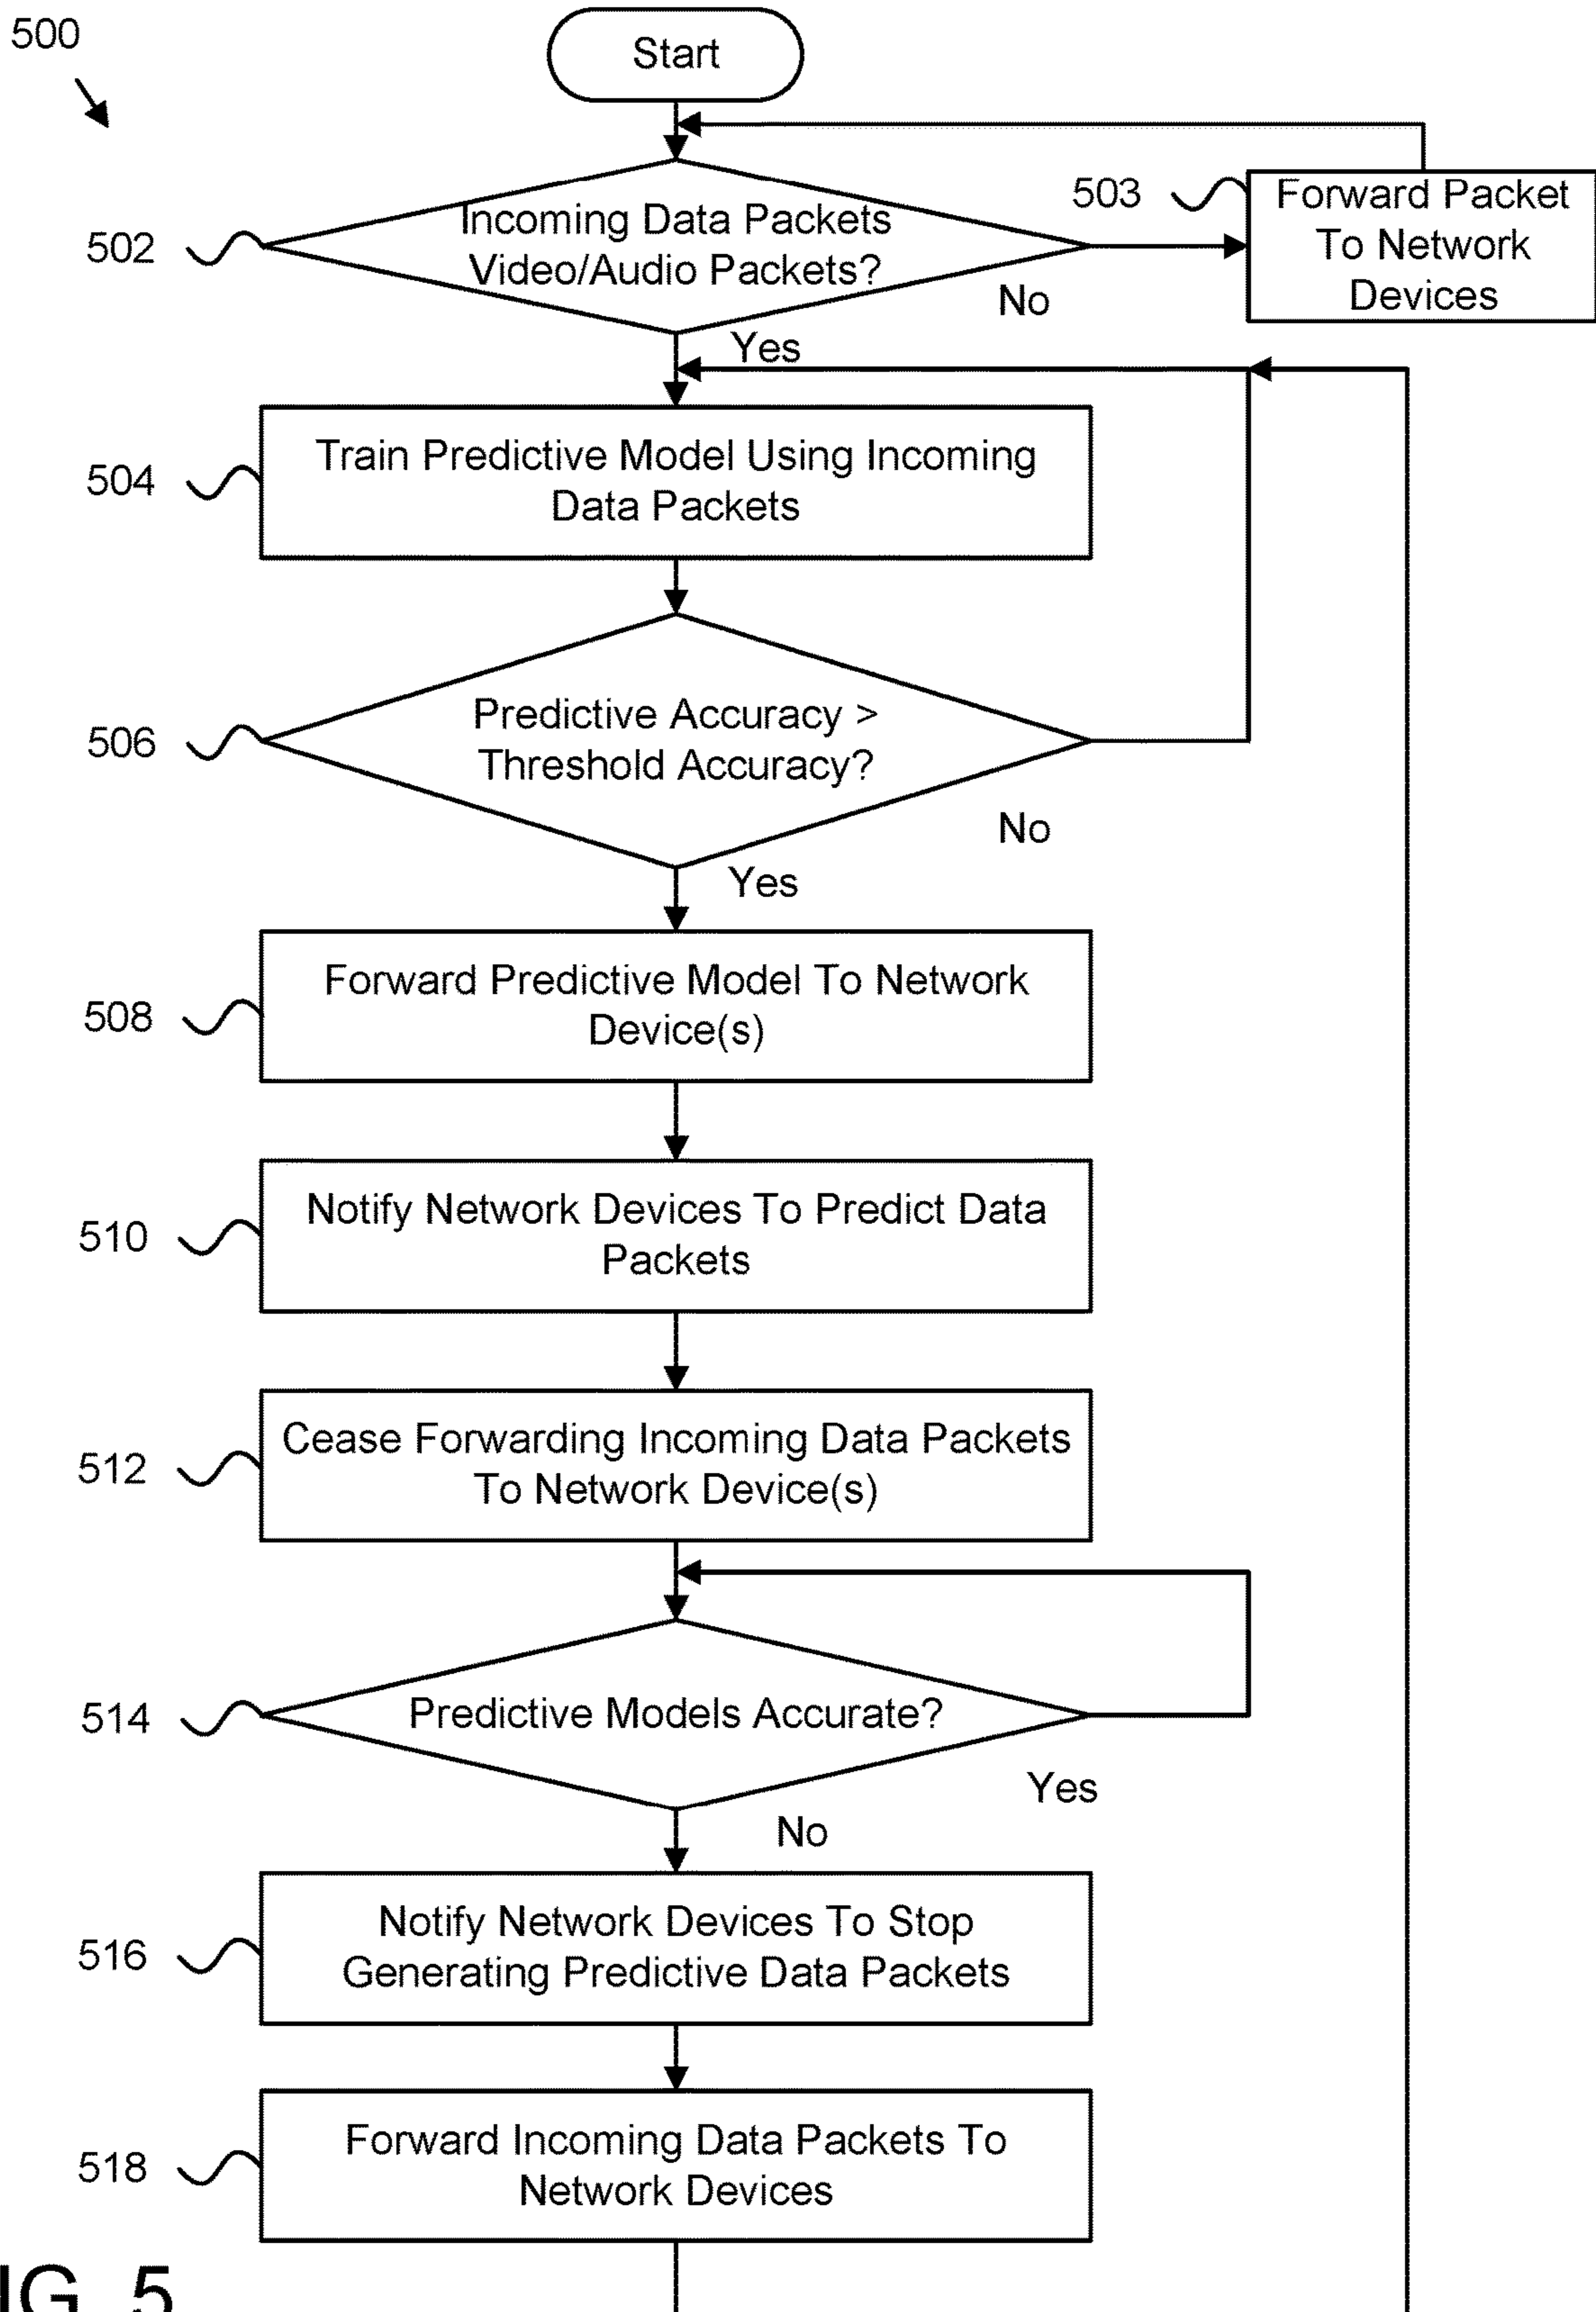 500
Start
503
Forward Packet
To Network
Devices
502
Incoming Data Packets
Video/Audio Packets?
No
Yes
504
Train Predictive Model Using Incoming
Data Packets
506
Predictive Accuracy >
Threshold Accuracy?
No
Yes
508
Forward Predictive Model To Network
Device(s)
510
Notify Network Devices To Predict Data
Packets
512
Cease Forwarding Incoming Data Packets
To Network Device(s)
514
Predictive Models Accurate?
Yes
No
516
Notify Network Devices To Stop
Generating Predictive Data Packets
518
Forward Incoming Data Packets To
Network Devices
IG. 5